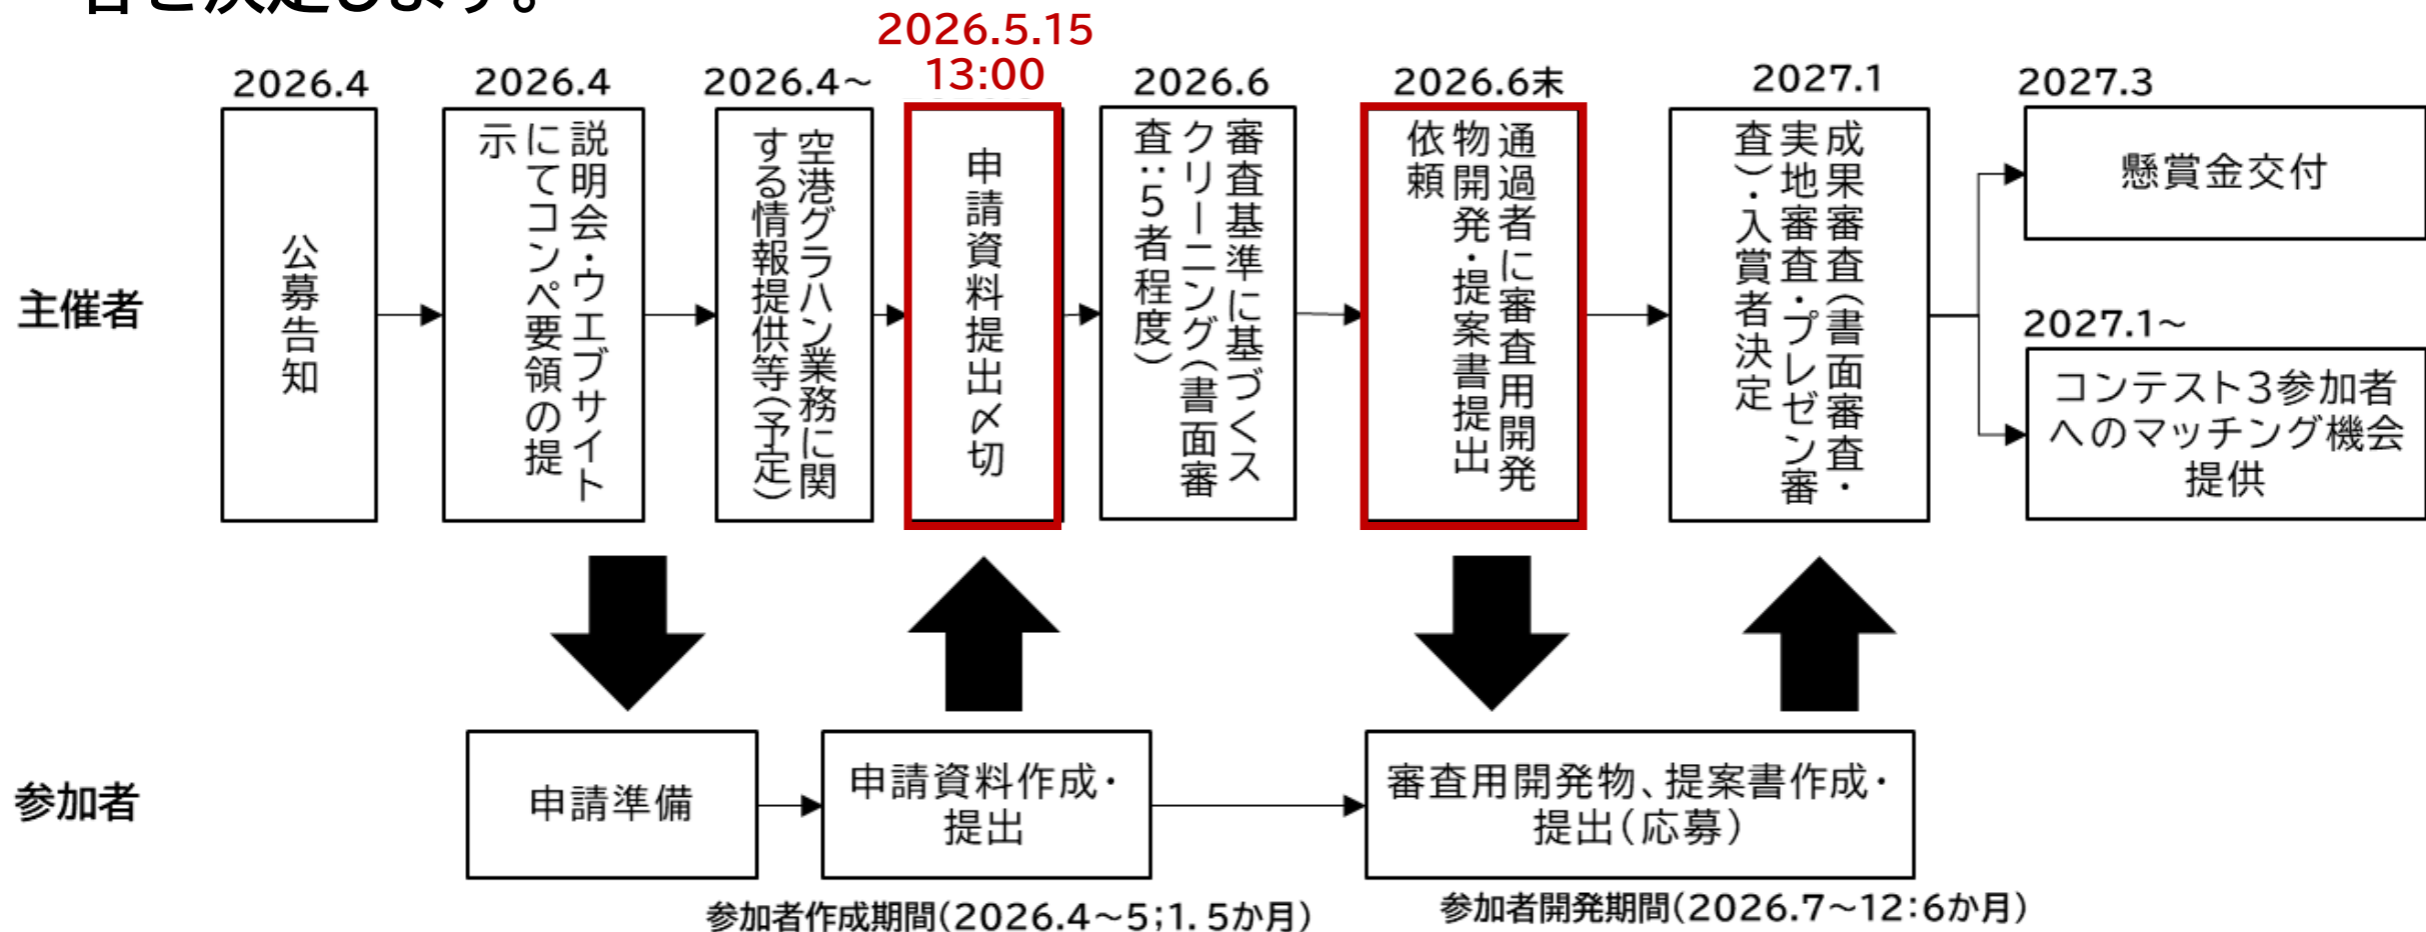 者を決定します。
2026.4
2026.4
2026.4～
2026.5.15
13:00
2026.6
2026.6末
2027.1
2027.3
主催者
公募告知
説明会・ウエブサイト
にてコンペ要領の提
示
空港グラハン業務に関
する情報提供等(予定)
申請資料提出〆切
審査基準に基づくス
クリーニング(書面審
査:5者程度)
通過者に審査用開発
物開発・提案書提出
依頼
成果審査(書面審査・
実地審査・プレゼン審
査)・入賞者決定
懸賞金交付
2027.1～
コンテスト3参加者
へのマッチング機会
提供
参加者
申請準備
申請資料作成・
提出
審査用開発物、提案書作成・
提出(応募)
参加者作成期間(2026.4～5;1.5か月)
参加者開発期間(2026.7～12:6か月)